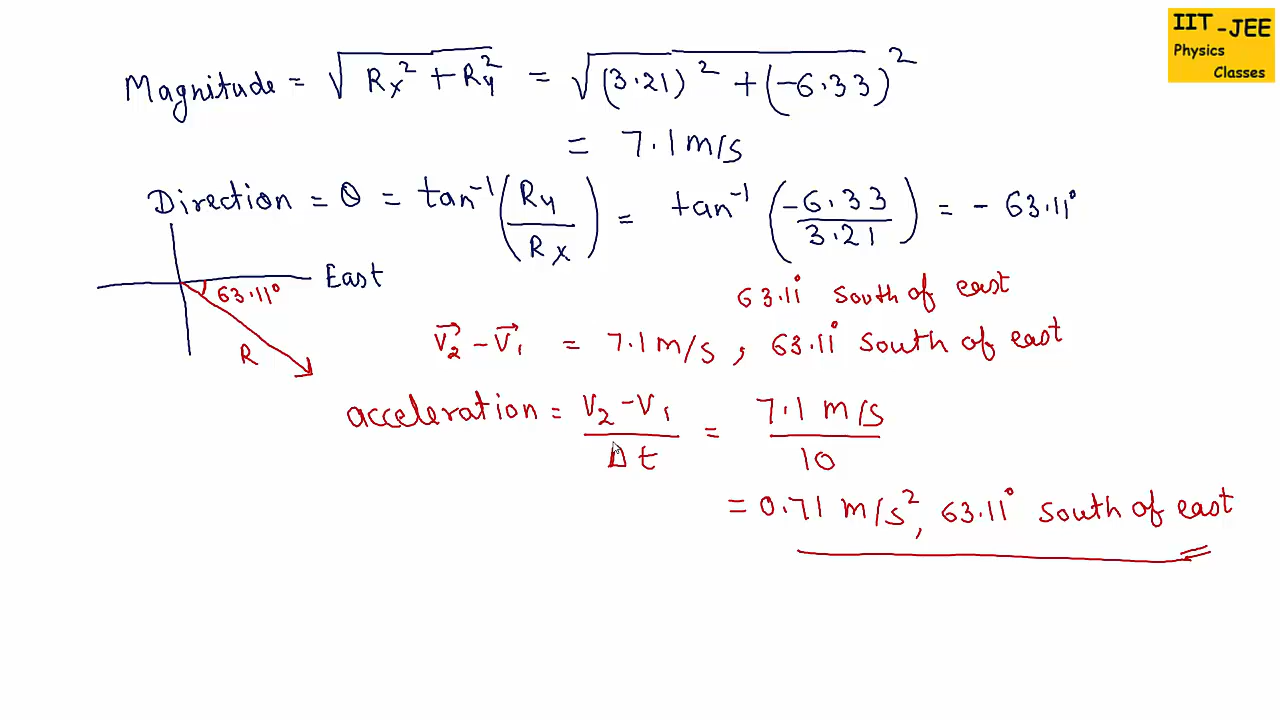 IIT-JEE
Physics
Classes
Magnitude = √(Rx² + Ry²) = √((3.21)² + (-6.33)²)
= 7.1 m/s
Direction = θ = tan⁻¹(Ry/Rx) = tan⁻¹(-6.33/3.21) = - 63.11°
East
63.11°
R
63.11° south of east
V⃗₂ - V⃗₁ = 7.1 m/s, 63.11° south of east
acceleration = V₂ - V₁/Δt = 7.1 m/s/10
= 0.71 m/s², 63.11° south of east